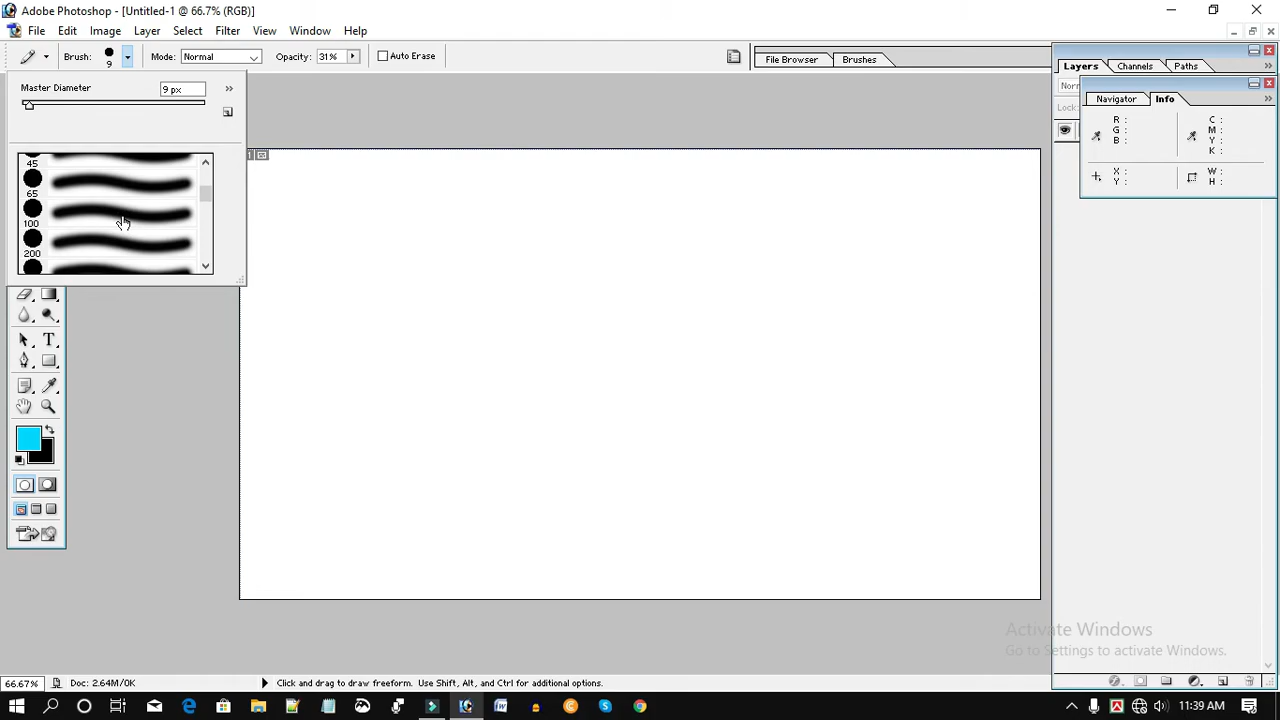 Adobe Photoshop - [Untitled-1 @ 66.7% (RGB)]
File Edit Image Layer Select Filter View Window Help
Brush: 9 Mode: Normal Opacity: 31% Auto Erase
File Browser Brushes
Layers Channels Paths
Master Diameter 9 px
Norr
Lock:
Navigator Info
R : C :
G : M :
B : Y :
K :
X : W :
Y : H :
45
65
100
200
Activate Windows
Go to Settings to activate Windows.
66.67% Doc: 2.64M/0K Click and drag to draw freeform. Use Shift, Alt, and Ctrl for additional options.
11:39 AM